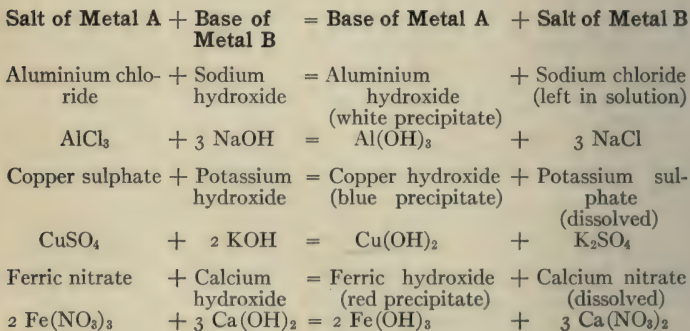 Salt of Metal A + Base of = Base of Metal A + Salt of Metal B
Metal B
Aluminium chlo- + Sodium = Aluminium + Sodium chloride
ride hydroxide hydroxide (left in solution)
(white precipitate)
AlCl₃ + 3 NaOH = Al(OH)₃ + 3 NaCl
Copper sulphate + Potassium = Copper hydroxide + Potassium sul-
hydroxide (blue precipitate) phate
(dissolved)
CuSO₄ + 2 KOH = Cu(OH)₂ + K₂SO₄
Ferric nitrate + Calcium = Ferric hydroxide + Calcium nitrate
hydroxide (red precipitate) (dissolved)
2 Fe(NO₃)₃ + 3 Ca(OH)₂ = 2 Fe(OH)₃ + 3 Ca(NO₃)₂